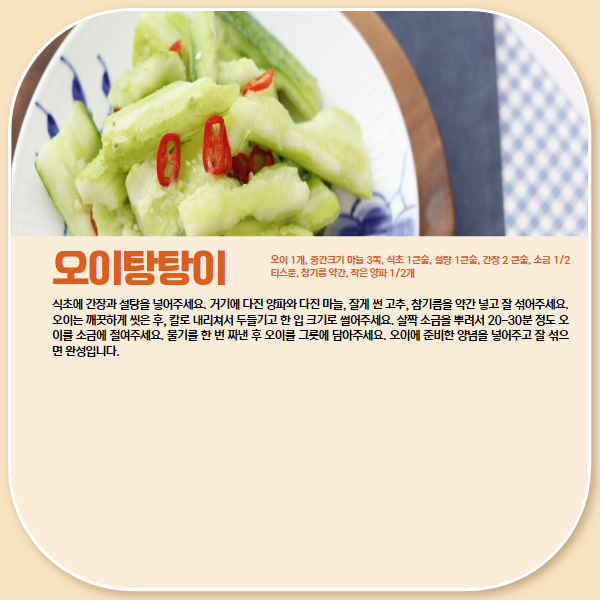 오이탕탕이
오이 1개, 중간크기 마늘 3쪽, 식초 1큰술, 설탕 1큰술, 간장 2 큰술, 소금 1/2
티스푼, 참기름 약간, 작은 양파 1/2개
식초에 간장과 설탕을 넣어주세요. 거기에 다진 양파와 다진 마늘, 잘게 썬 고추, 참기름을 약간 넣고 잘 섞어주세요.
오이는 깨끗하게 씻은 후, 칼로 내리쳐서 두들기고 한 입 크기로 썰어주세요. 살짝 소금을 뿌려서 20-30분 정도 오
이를 소금에 절여주세요. 물기를 한 번 짜낸 후 오이를 그릇에 담아주세요. 오이에 준비한 양념을 넣어주고 잘 섞으
면 완성입니다.